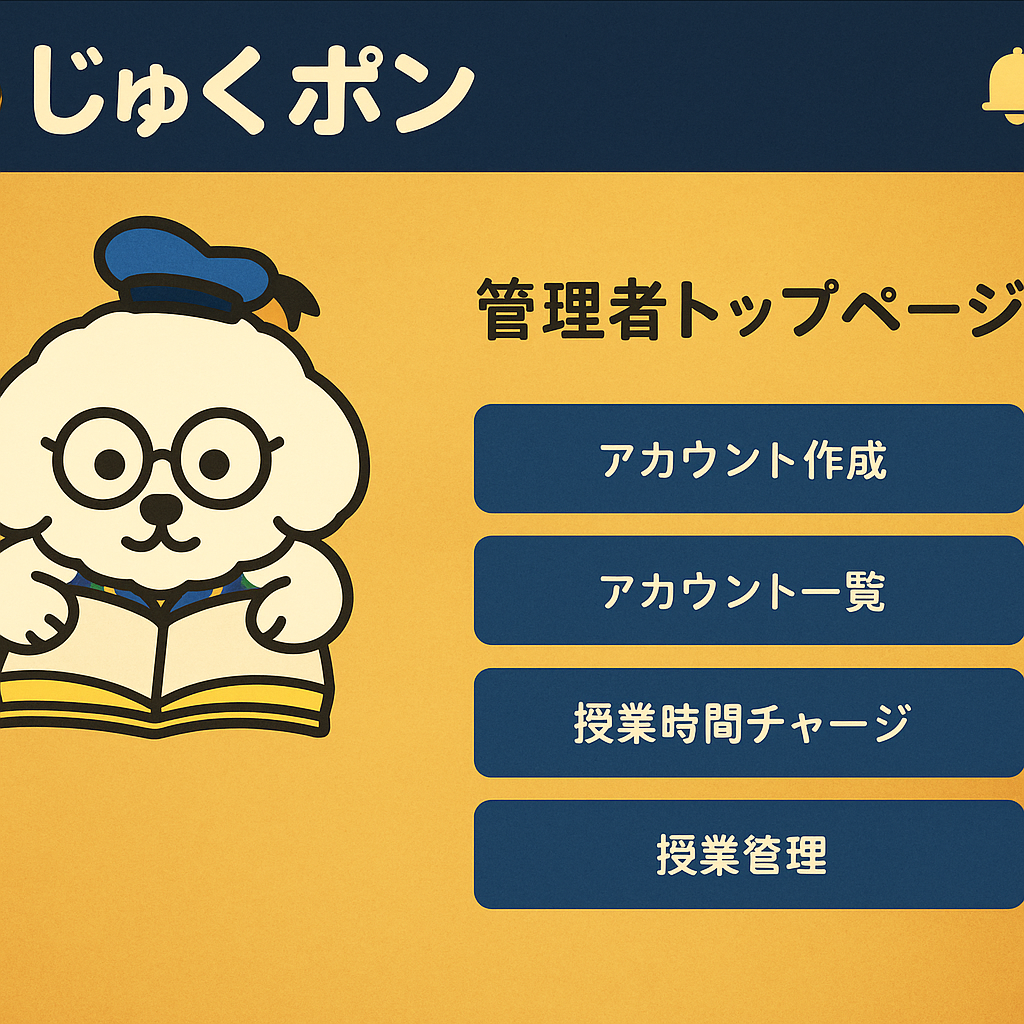 じゅくポン
管理者トップページ
アカウント作成
アカウント一覧
授業時間チャージ
授業管理